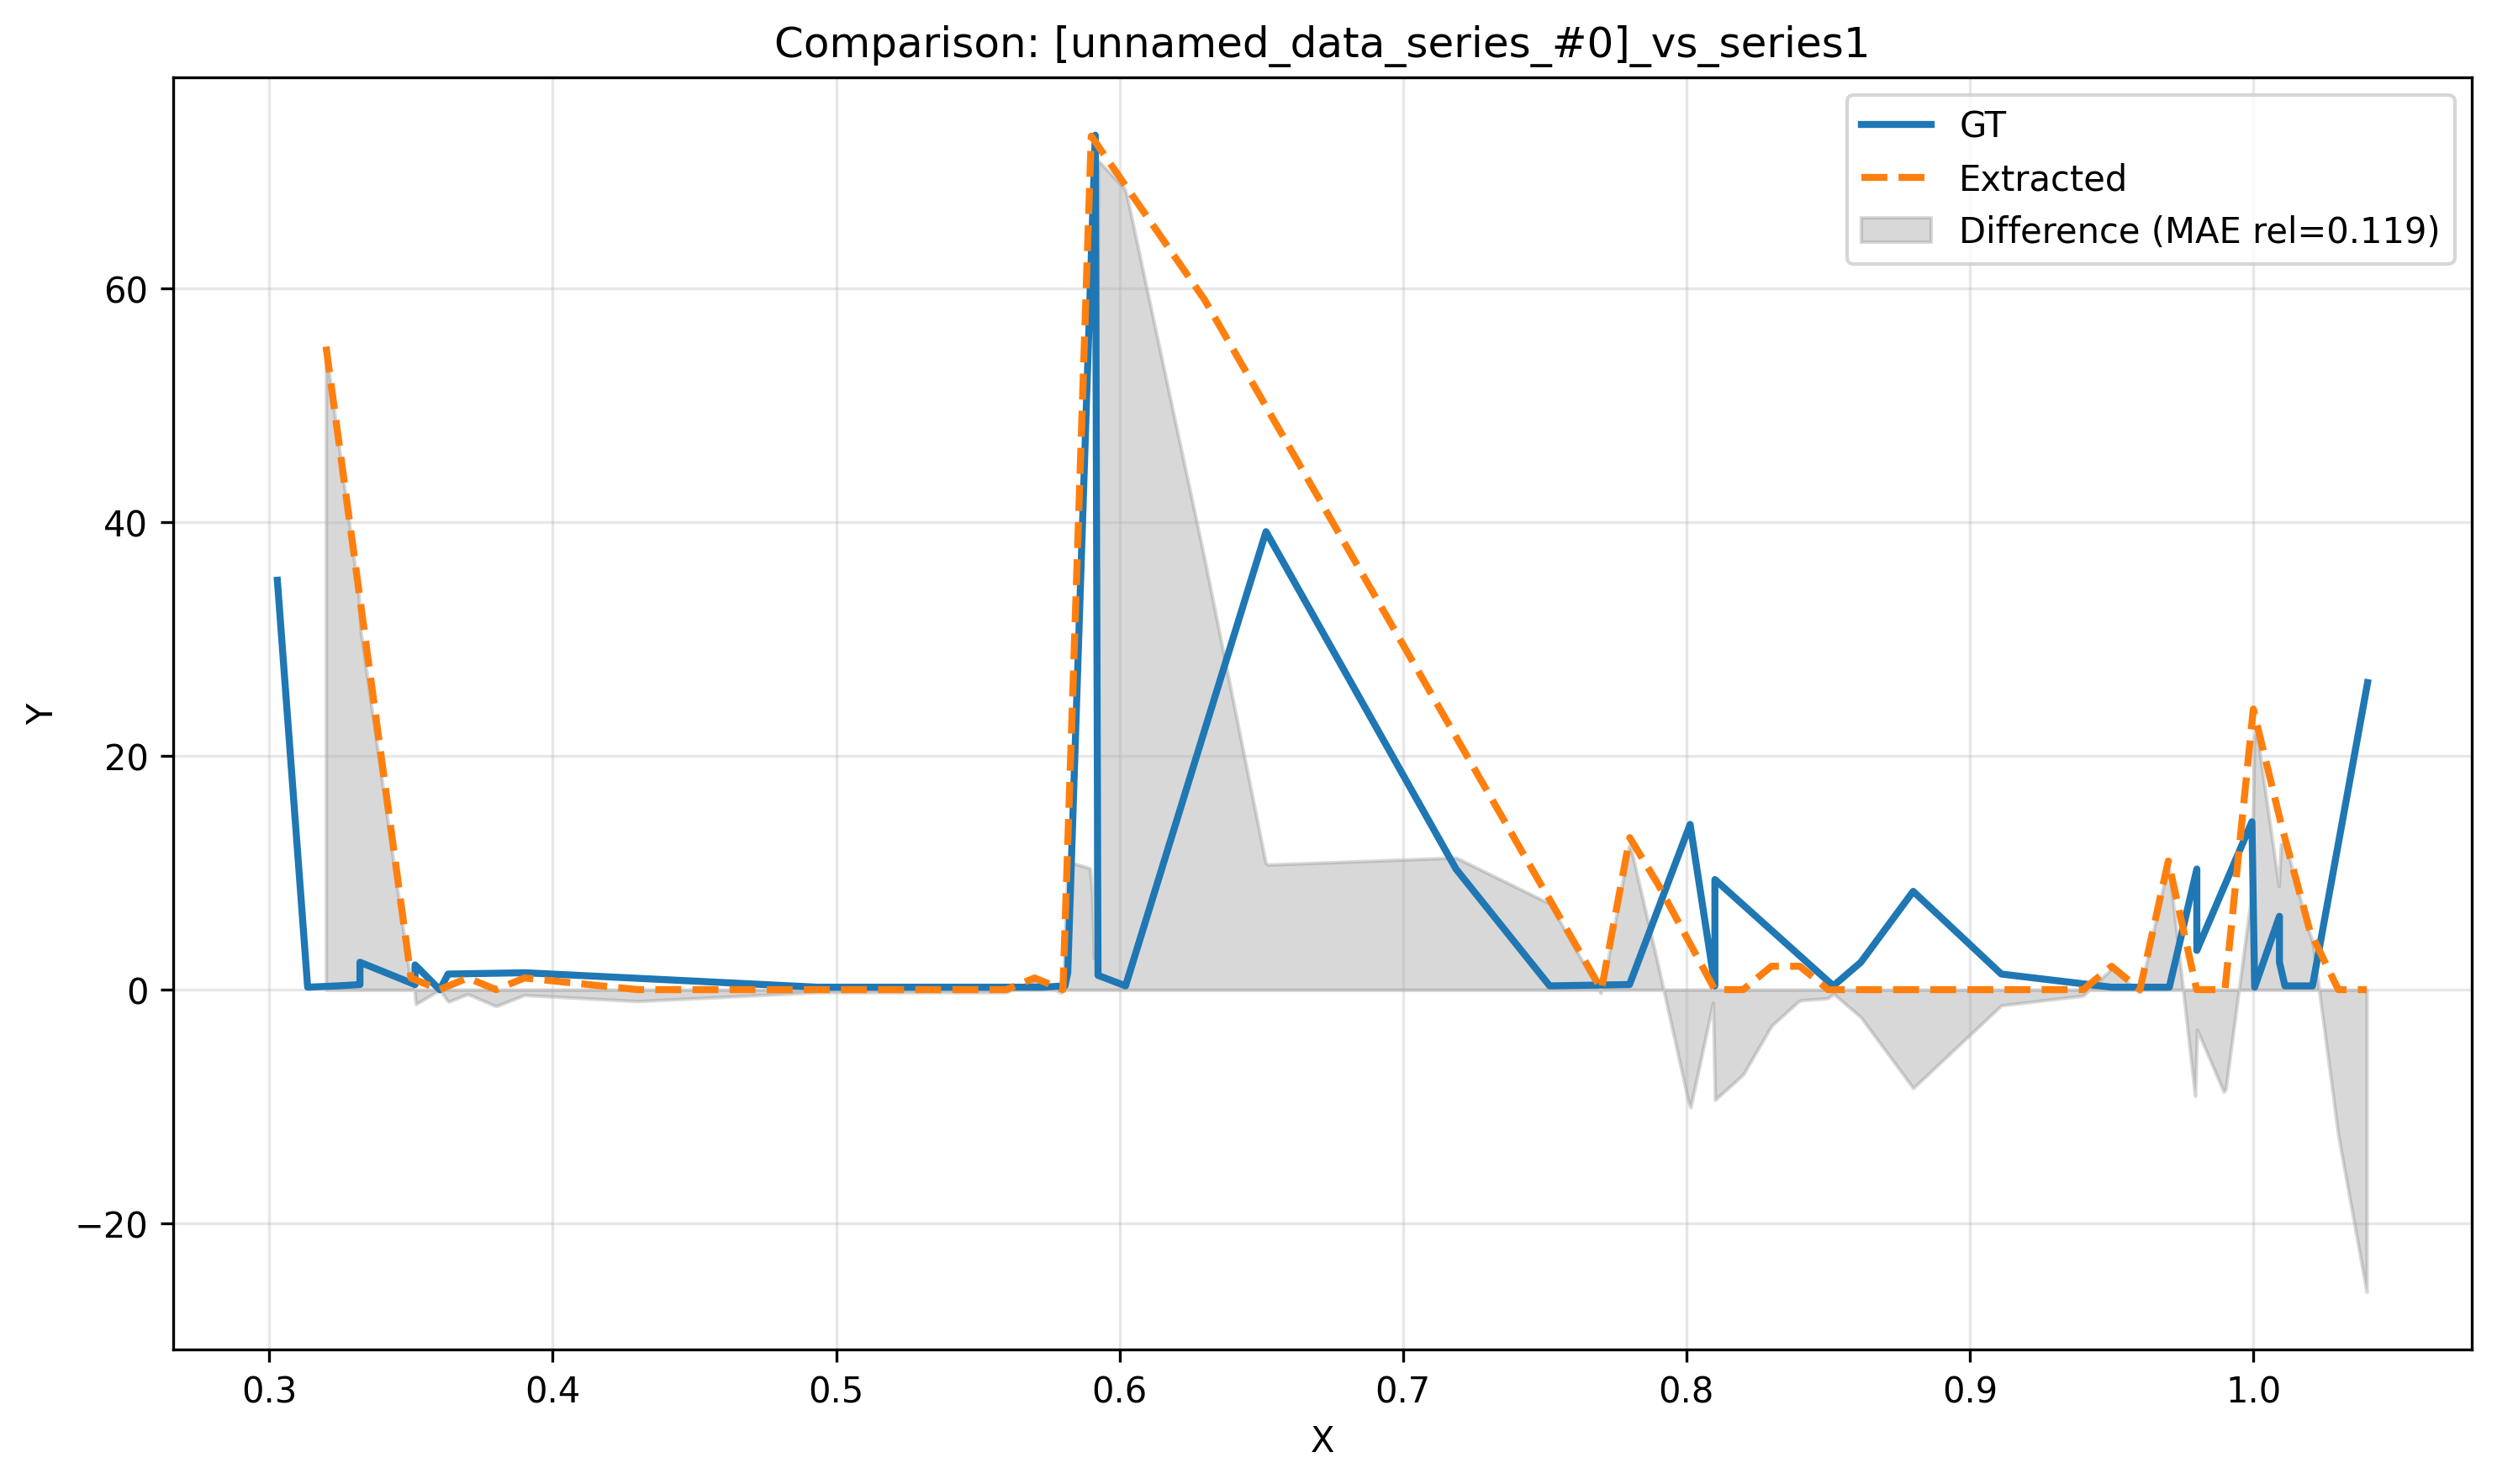 Comparison: [unnamed_data_series_#0]_vs_series1
GT
Extracted
Difference (MAE rel=0.119)
60
40
20
0
−20
Y
0.3
0.4
0.5
0.6
0.7
0.8
0.9
1.0
X